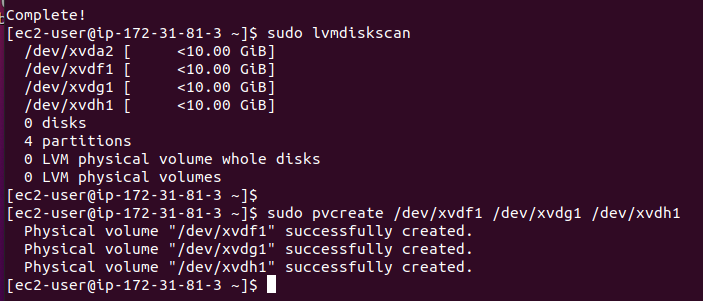 Complete!
[ec2-user@ip-172-31-81-3 ~]$ sudo lvmdiskscan
  /dev/xvda2 [      <10.00 GiB]
  /dev/xvdf1 [      <10.00 GiB]
  /dev/xvdg1 [      <10.00 GiB]
  /dev/xvdh1 [      <10.00 GiB]
  0 disks
  4 partitions
  0 LVM physical volume whole disks
  0 LVM physical volumes
[ec2-user@ip-172-31-81-3 ~]$
[ec2-user@ip-172-31-81-3 ~]$ sudo pvcreate /dev/xvdf1 /dev/xvdg1 /dev/xvdh1
  Physical volume "/dev/xvdf1" successfully created.
  Physical volume "/dev/xvdg1" successfully created.
  Physical volume "/dev/xvdh1" successfully created.
[ec2-user@ip-172-31-81-3 ~]$